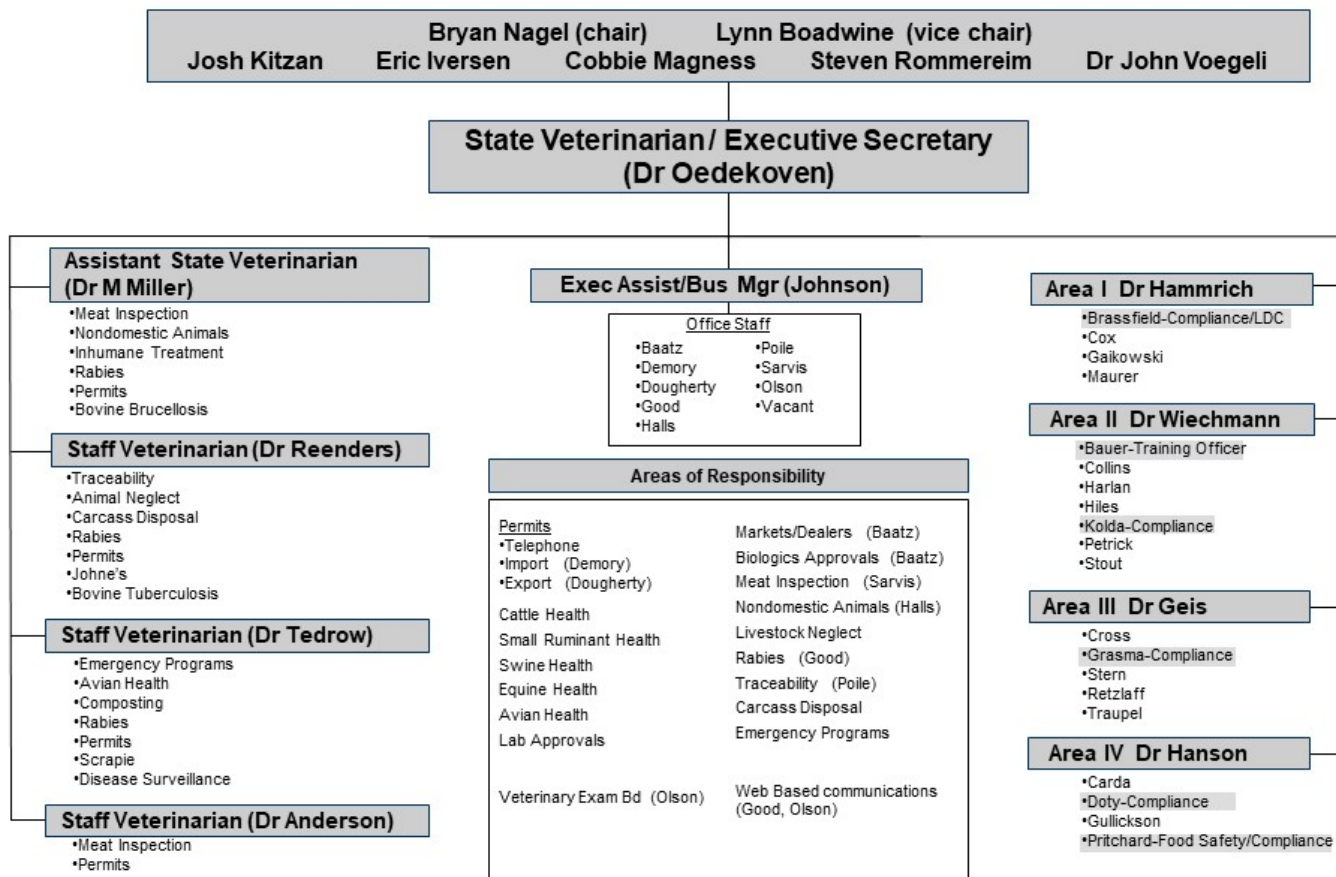 Bryan Nagel (chair) Lynn Boadwine (vice chair)
Josh Kitzan Eric Iversen Cobbie Magness Steven Rommereim Dr John Voegeli
State Veterinarian / Executive Secretary
(Dr Oedekoven)
Assistant State Veterinarian
(Dr M Miller)
•Meat Inspection
•Nondomestic Animals
•Inhumane Treatment
•Rabies
•Permits
•Bovine Brucellosis
Staff Veterinarian (Dr Reenders)
•Traceability
•Animal Neglect
•Carcass Disposal
•Rabies
•Permits
•Johne's
•Bovine Tuberculosis
Staff Veterinarian (Dr Tedrow)
•Emergency Programs
•Avian Health
•Composting
•Rabies
•Permits
•Scrapie
•Disease Surveillance
Staff Veterinarian (Dr Anderson)
•Meat Inspection
•Permits
Exec Assist/Bus Mgr (Johnson)
Office Staff
•Baatz
•Demory
•Dougherty
•Good
•Halls
•Poile
•Sarvis
•Olson
•Vacant
Areas of Responsibility
Permits
•Telephone
•Import (Demory)
•Export (Dougherty)
Cattle Health
Small Ruminant Health
Swine Health
Equine Health
Avian Health
Lab Approvals
Veterinary Exam Bd (Olson)
Markets/Dealers (Baatz)
Biologics Approvals (Baatz)
Meat Inspection (Sarvis)
Nondomestic Animals (Halls)
Livestock Neglect
Rabies (Good)
Traceability (Poile)
Carcass Disposal
Emergency Programs
Web Based communications
(Good, Olson)
Area I Dr Hammrich
•Brassfield-Compliance/LDC
•Cox
•Gaikowski
•Maurer
Area II Dr Wiechmann
•Bauer-Training Officer
•Collins
•Harlan
•Hiles
•Kolda-Compliance
•Petrick
•Stout
Area III Dr Geis
•Cross
•Grasma-Compliance
•Stern
•Retzlaff
•Traupel
Area IV Dr Hanson
•Carda
•Doty-Compliance
•Gullickson
•Pritchard-Food Safety/Compliance